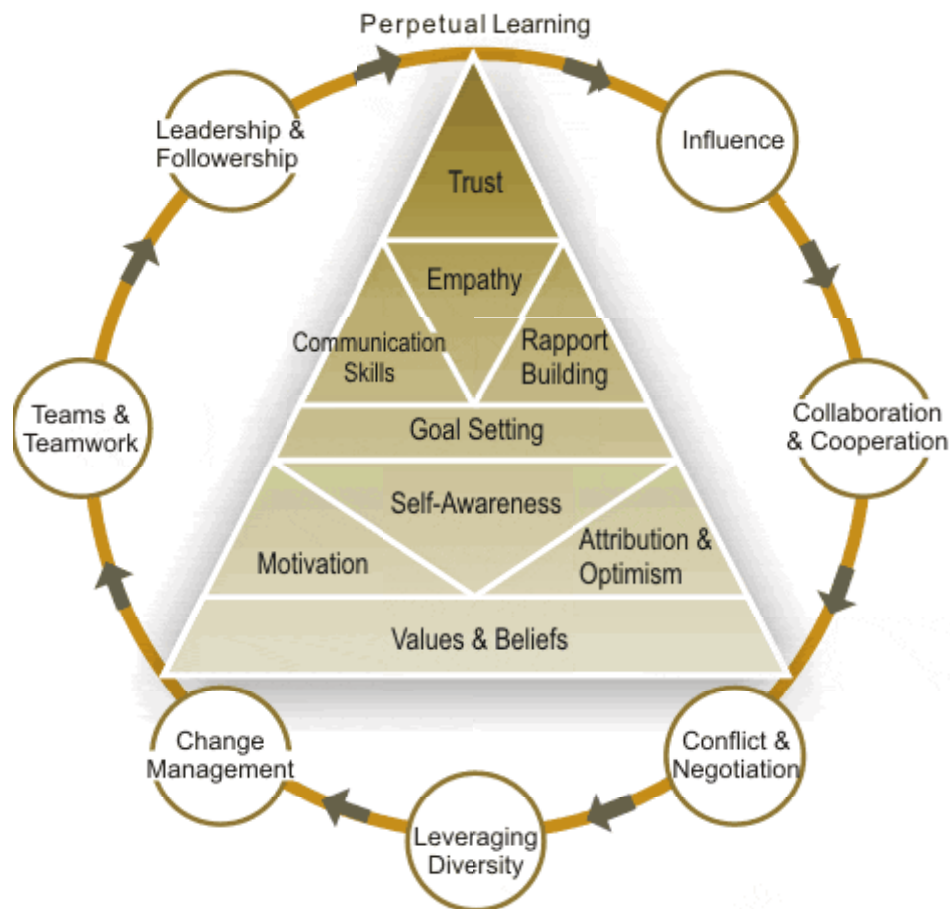 Perpetual Learning
Leadership &
Followership
Influence
Trust
Empathy
Communication
Skills
Rapport
Building
Teams &
Teamwork
Goal Setting
Collaboration
& Cooperation
Self-Awareness
Motivation
Attribution &
Optimism
Values & Beliefs
Change
Management
Conflict &
Negotiation
Leveraging
Diversity